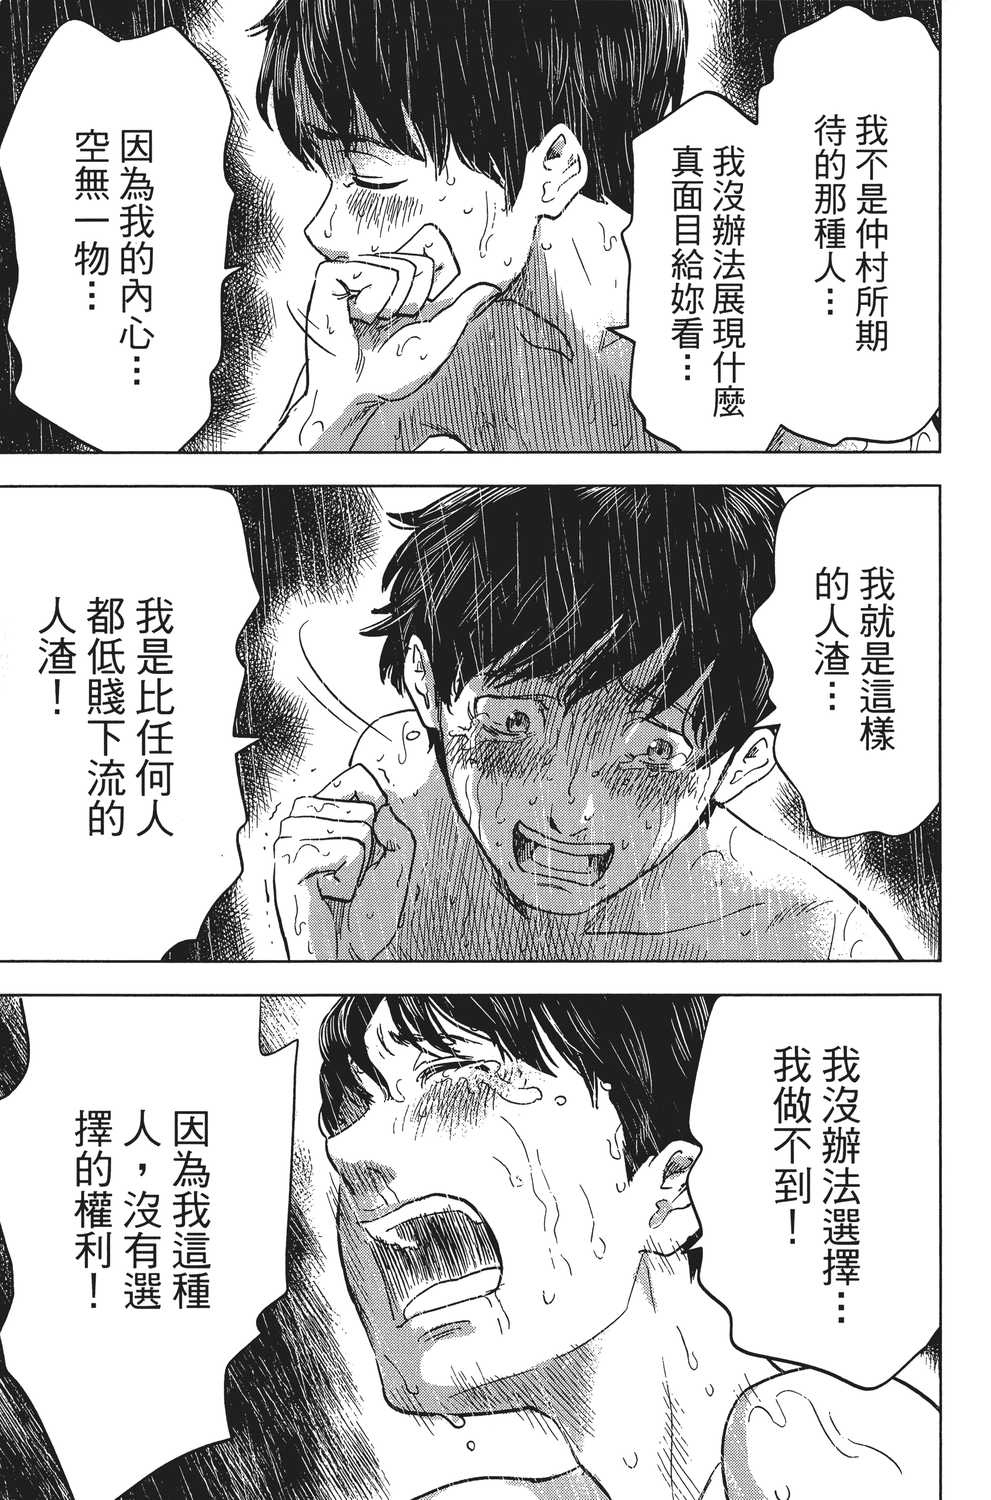 我不是仲村所期
待的那種人…
我沒辦法展現什麼
真面目給妳看…
因為我的內心…
空無一物…
我就是這樣
的人渣…
我是比任何人
都低賤下流的
人渣！
我沒辦法選擇…
我做不到！
因為我這種
人，沒有選
擇的權利！